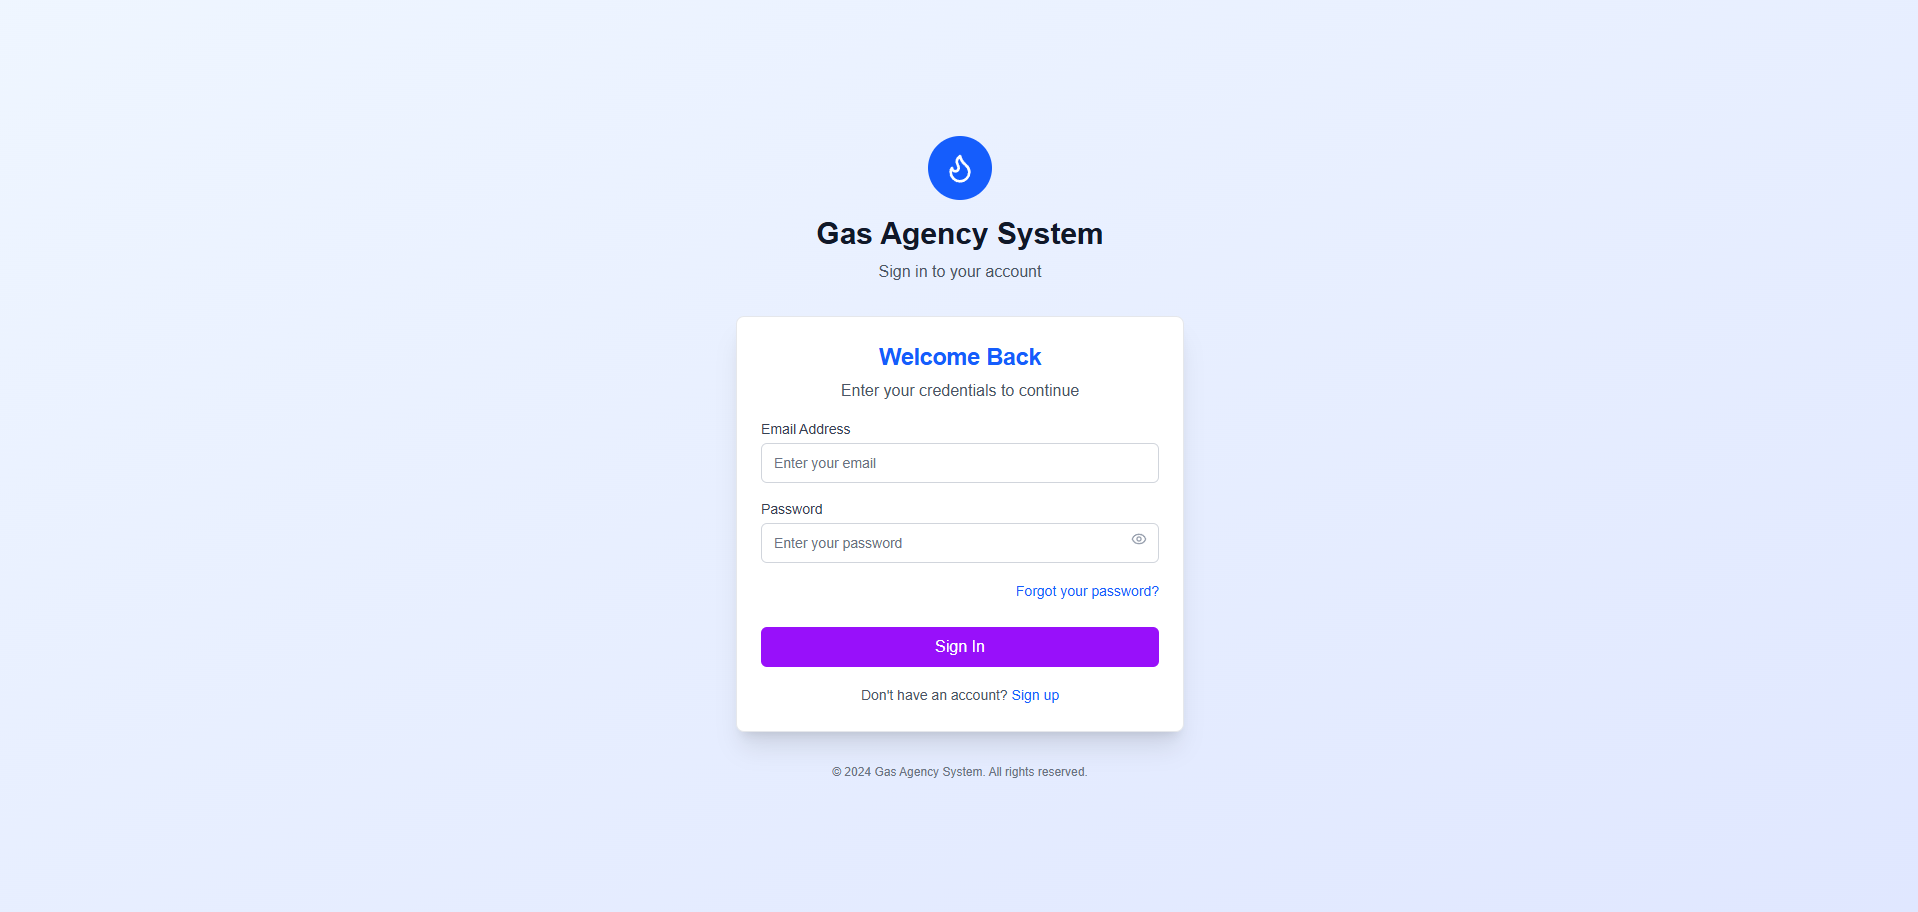 Gas Agency System
Sign in to your account
Welcome Back
Enter your credentials to continue
Email Address
Enter your email
Password
Enter your password
Forgot your password?
Sign In
Don't have an account? Sign up
© 2024 Gas Agency System. All rights reserved.